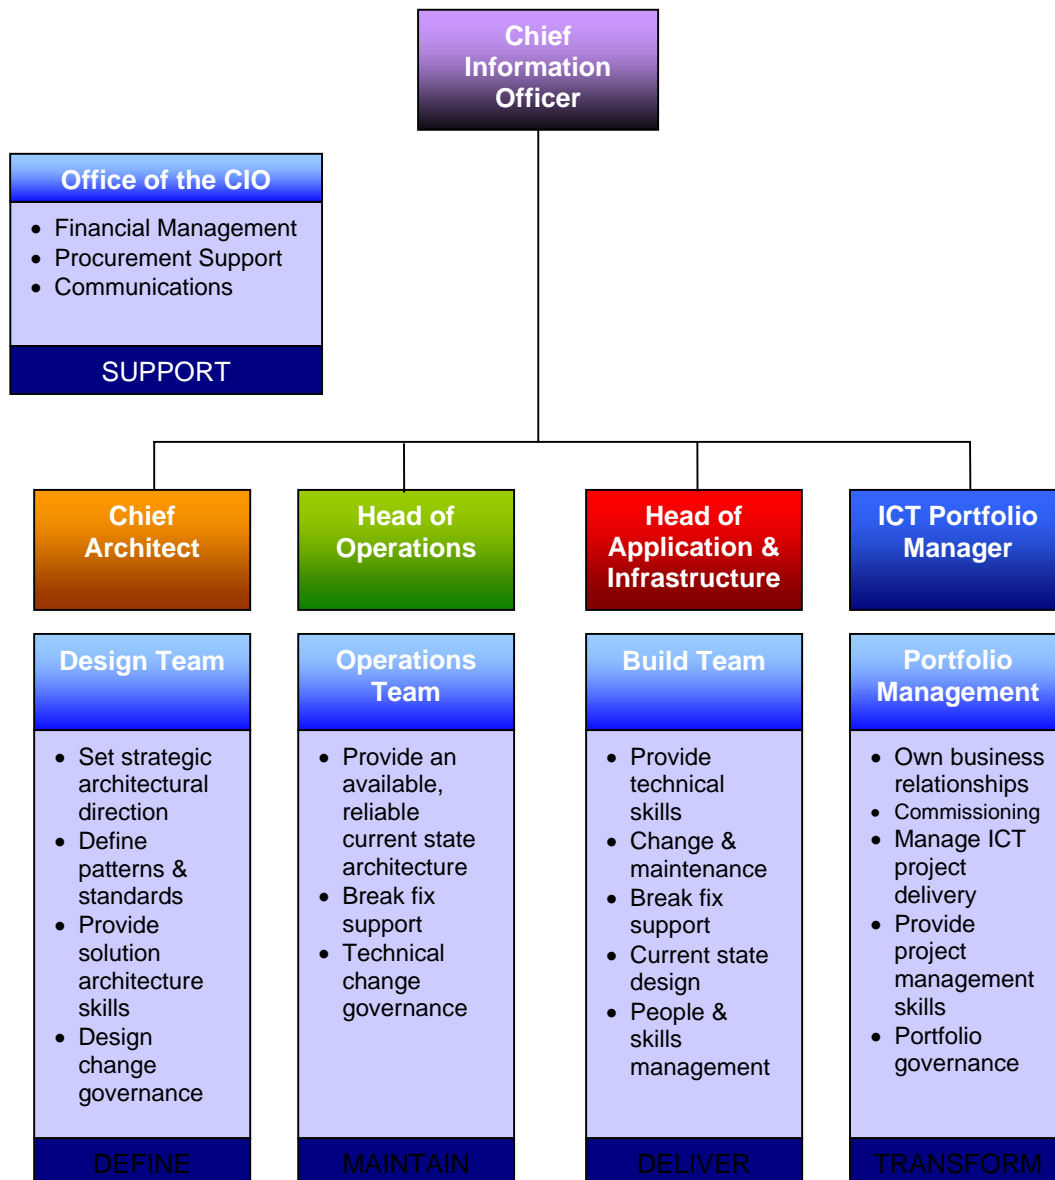 Chief
Information
Officer
Office of the CIO
• Financial Management
• Procurement Support
• Communications
SUPPORT
Chief
Architect
Head of
Operations
Head of
Application &
Infrastructure
ICT Portfolio
Manager
Design Team
• Set strategic
architectural
direction
• Define
patterns &
standards
• Provide
solution
architecture
skills
• Design
change
governance
DEFINE
Operations
Team
• Provide an
available,
reliable
current state
architecture
• Break fix
support
• Technical
change
governance
MAINTAIN
Build Team
• Provide
technical
skills
• Change &
maintenance
• Break fix
support
• Current state
design
• People &
skills
management
DELIVER
Portfolio
Management
• Own business
relationships
• Commissioning
• Manage ICT
project
delivery
• Provide
project
management
skills
• Portfolio
governance
TRANSFORM